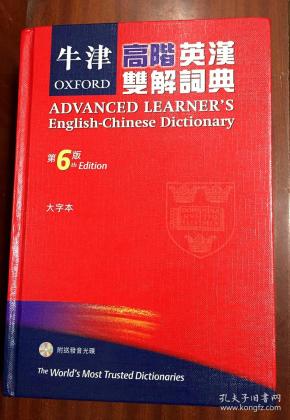 牛津
OXFORD
高階英漢
雙解詞典
ADVANCED LEARNER'S
English-Chinese Dictionary
第6版
th Edition
大字本
附送發音光碟
The World's Most Trusted Dictionaries
孔夫子旧书网